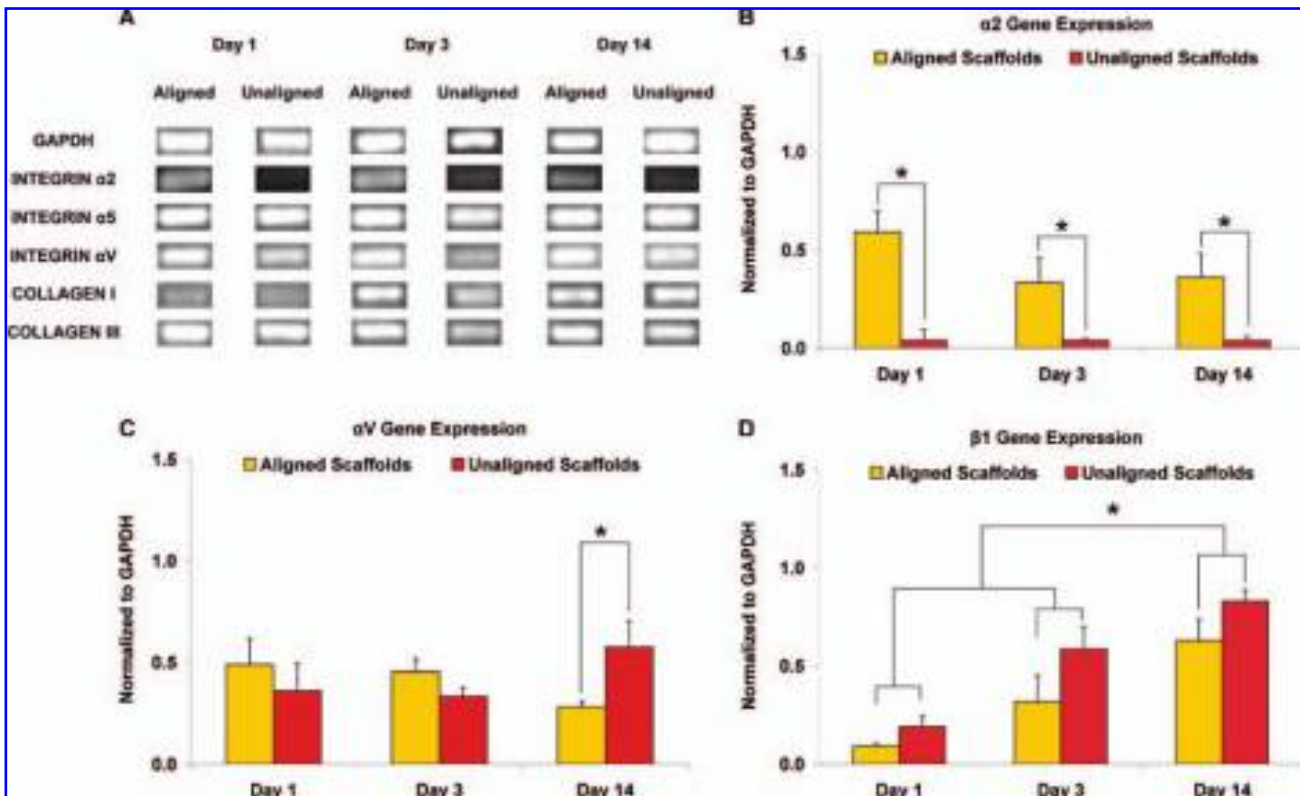 A
Day 1 Day 3 Day 14
Aligned Unaligned Aligned Unaligned Aligned Unaligned
GAPDH
INTEGRIN α2
INTEGRIN α5
INTEGRIN αV
COLLAGEN I
COLLAGEN III
B
α2 Gene Expression
Aligned Scaffolds Unaligned Scaffolds
Normalized to GAPDH
1.5
1.0
0.5
0.0
* * *
Day 1 Day 3 Day 14
C
αV Gene Expression
Aligned Scaffolds Unaligned Scaffolds
Normalized to GAPDH
1.5
1.0
0.5
0.0
*
Day 1 Day 3 Day 14
D
β1 Gene Expression
Aligned Scaffolds Unaligned Scaffolds
Normalized to GAPDH
1.5
1.0
0.5
0.0
*
Day 1 Day 3 Day 14